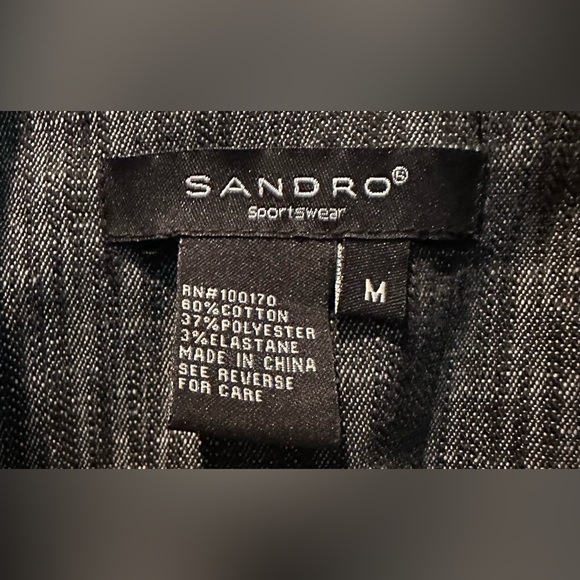 SANDRO®
Sportswear
M
RN#100170
60%COTTON
37%POLYESTER
3%ELASTANE
MADE IN CHINA
SEE REVERSE
FOR CARE